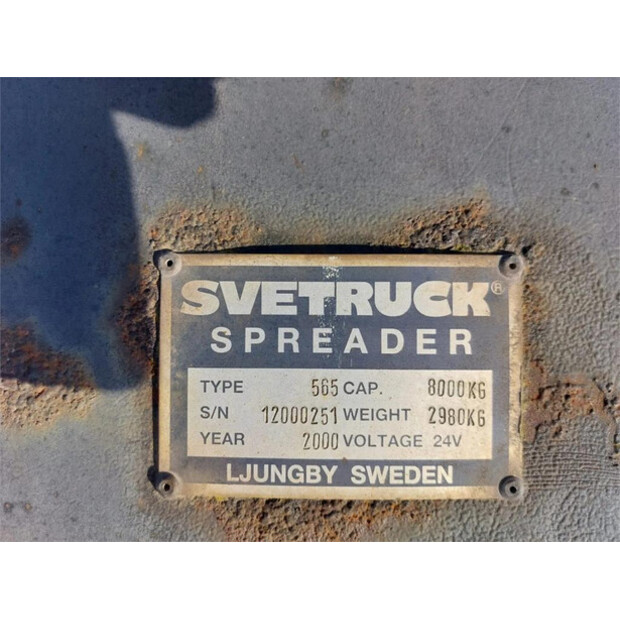 SVETRUCK®
SPREADER
TYPE 565 CAP. 8000KG
S/N 12000251 WEIGHT 2980KG
YEAR 2000 VOLTAGE 24V
LJUNGBY SWEDEN